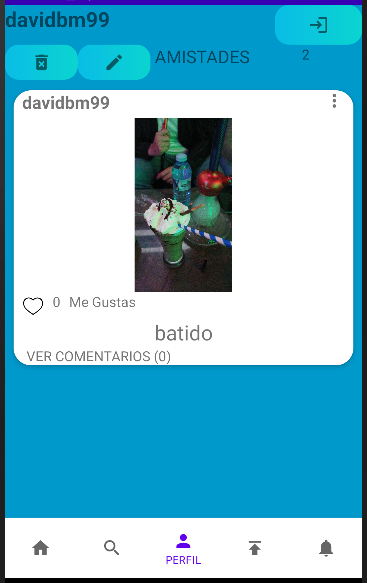 davidbm99
AMISTADES 2
davidbm99
0 Me Gustas
batido
VER COMENTARIOS (0)
PERFIL